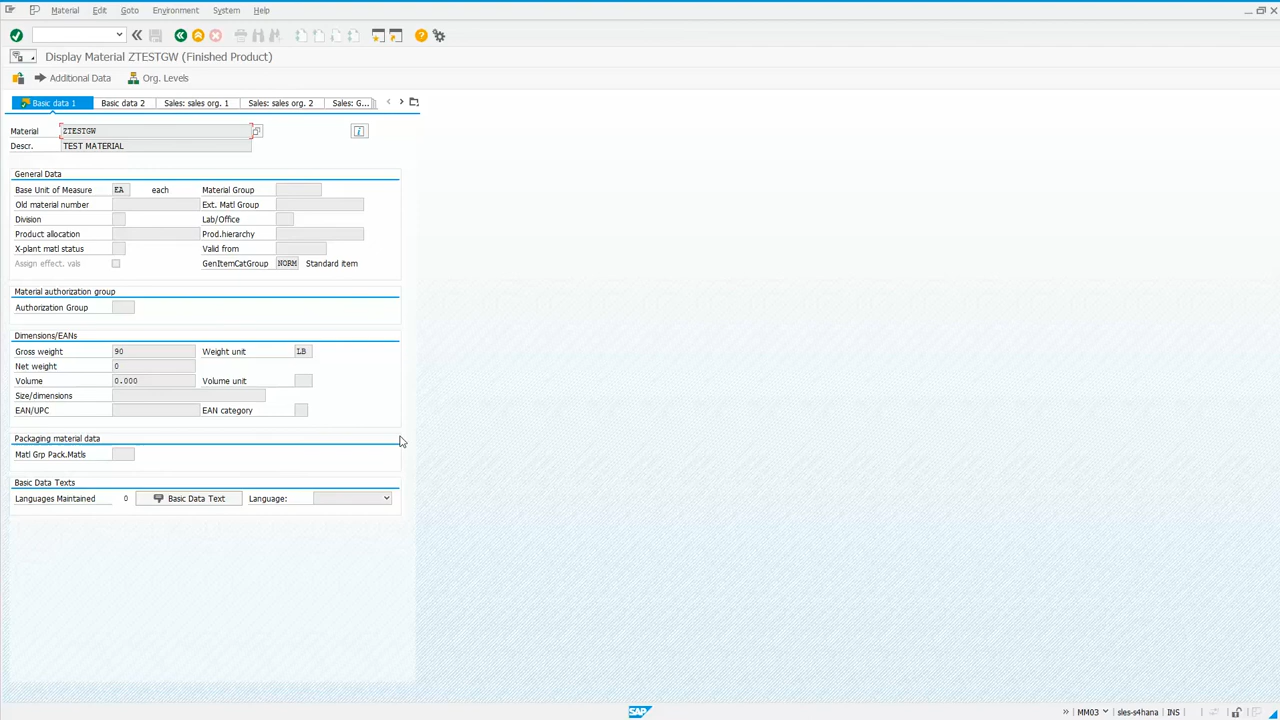 Material Edit Goto Environment System Help
Display Material ZTESTGW (Finished Product)
Additional Data Org. Levels
Basic data 1 Basic data 2 Sales: sales org. 1 Sales: sales org. 2 Sales: G...
Material ZTESTGW
Descr. TEST MATERIAL
General Data
Base Unit of Measure EA each Material Group
Old material number Ext. Matl Group
Division Lab/Office
Product allocation Prod.hierarchy
X-plant matl status Valid from
Assign effect. vals GenItemCatGroup NORM Standard item
Material authorization group
Authorization Group
Dimensions/EANs
Gross weight 90 Weight unit LB
Net weight 0
Volume 0.000 Volume unit
Size/dimensions
EAN/UPC EAN category
Packaging material data
Matl Grp Pack.Matls
Basic Data Texts
Languages Maintained 0 Basic Data Text Language:
SAP MM03 sles-s4hana INS